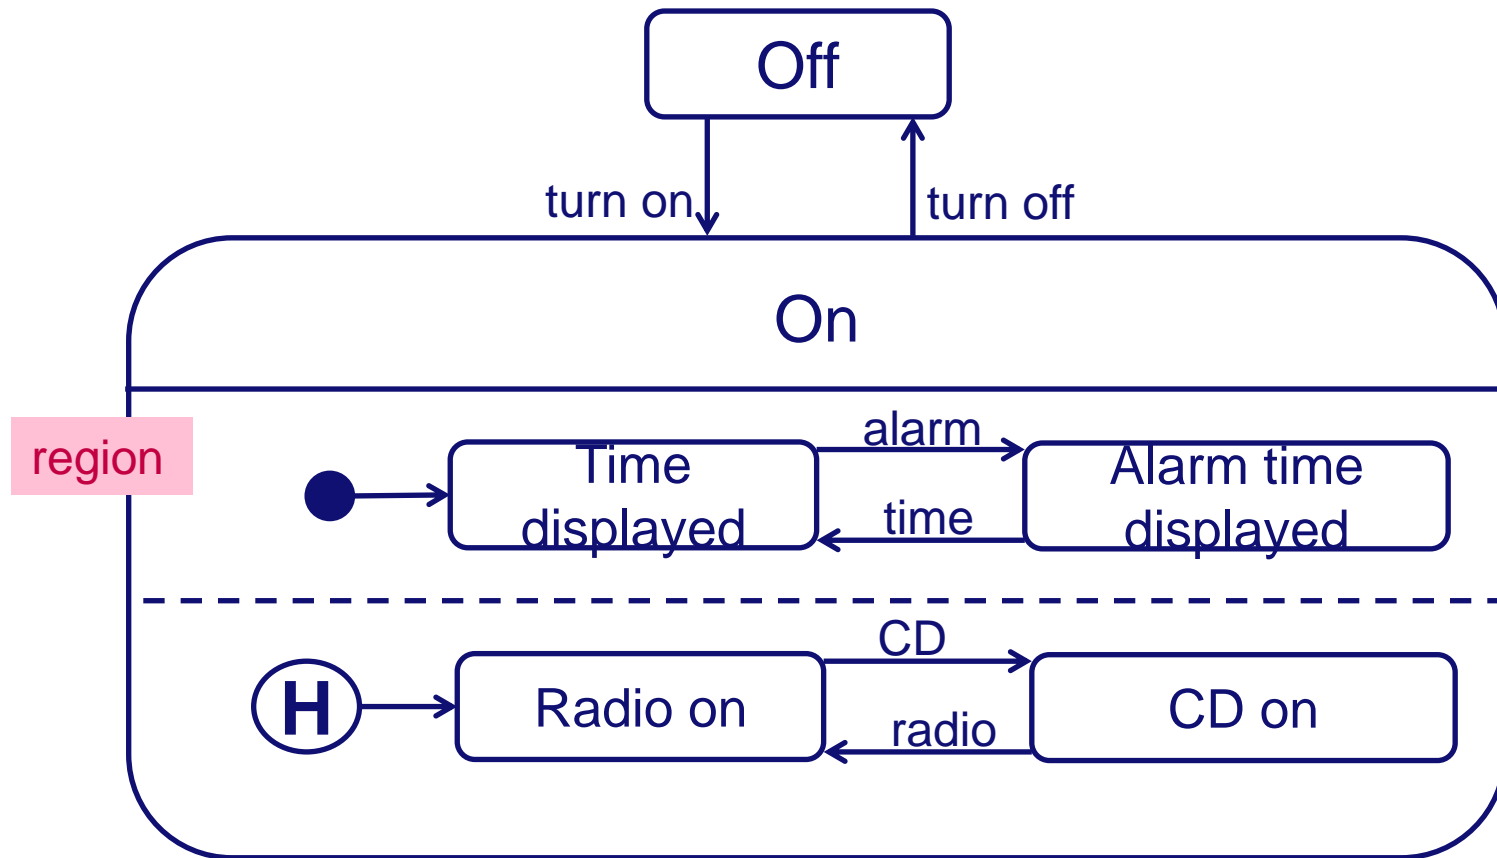 Off
turn on
turn off
On
region
alarm
Time
displayed
time
Alarm time
displayed
CD
H
Radio on
radio
CD on